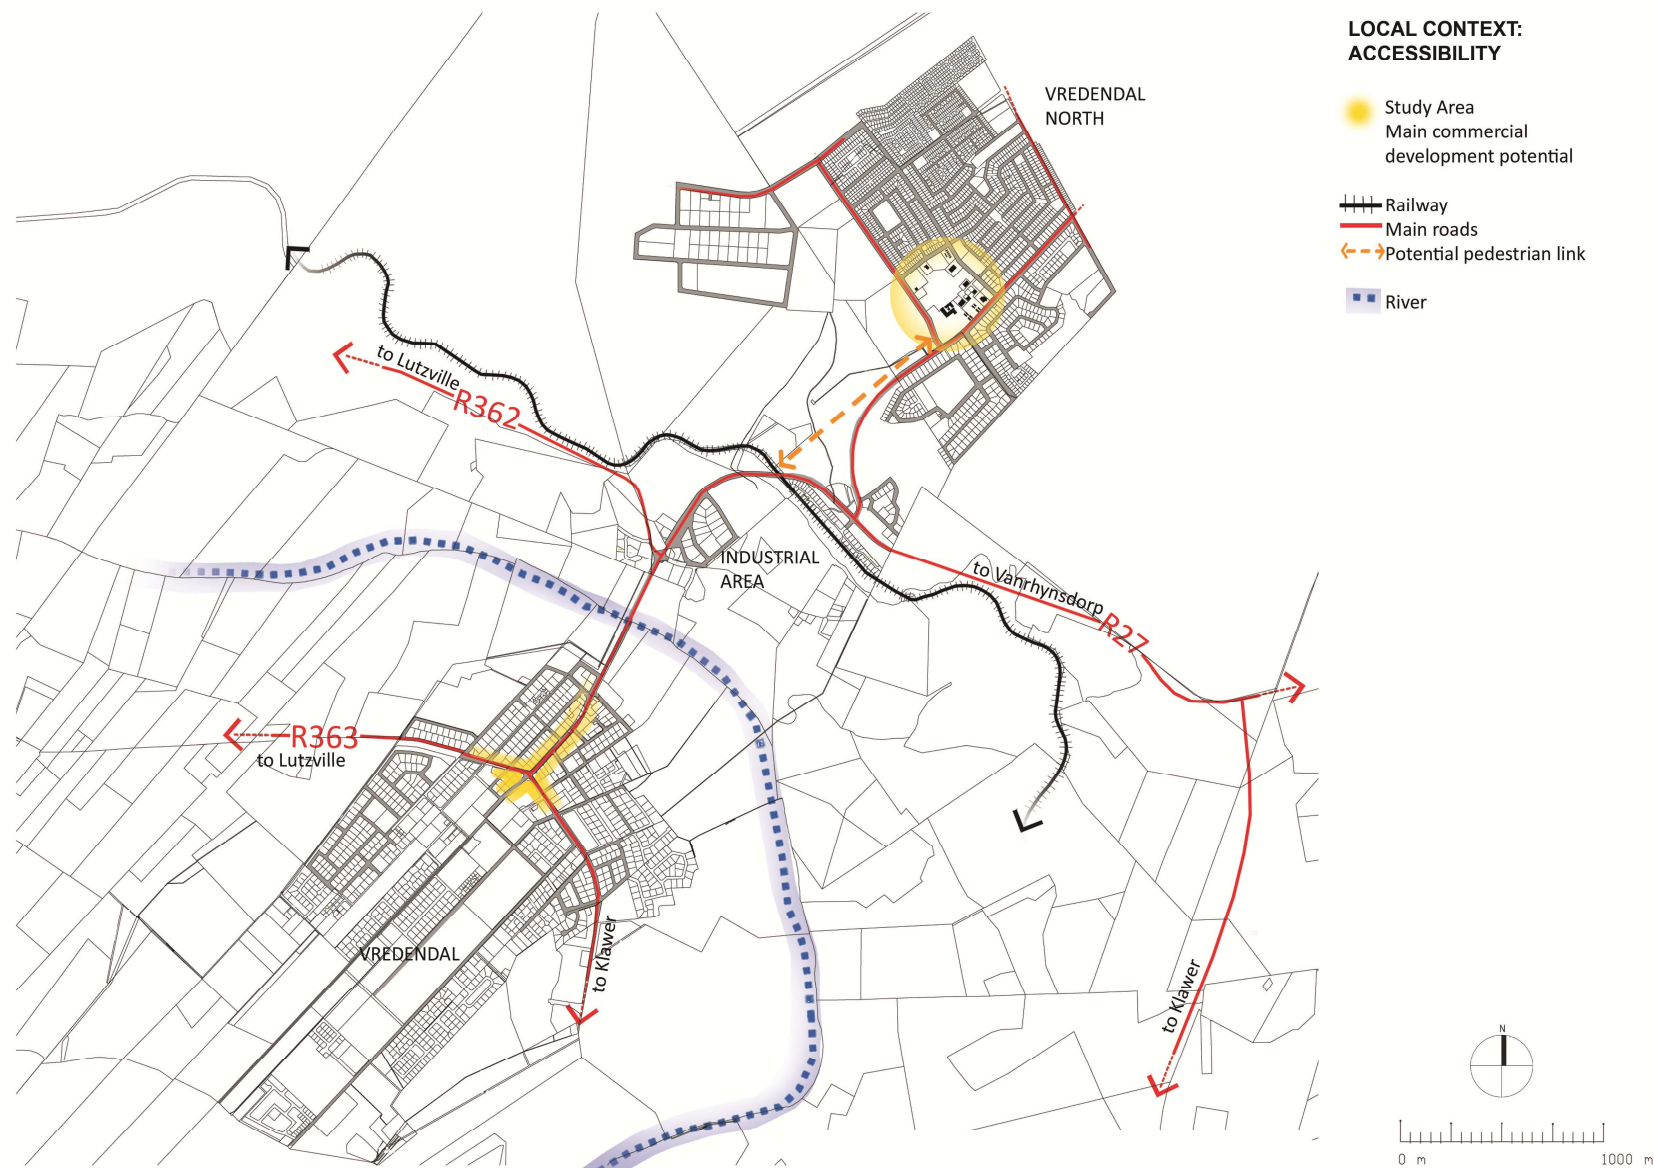 LOCAL CONTEXT:
ACCESSIBILITY
Study Area
Main commercial
development potential
Railway
Main roads
Potential pedestrian link
River
VREDENDAL
NORTH
to Lutzville
R362
INDUSTRIAL
AREA
to Vanrhynsdorp
R27
R363
to Lutzville
VREDENDAL
to Klawer
to Klawer
N
0 m
1000 m